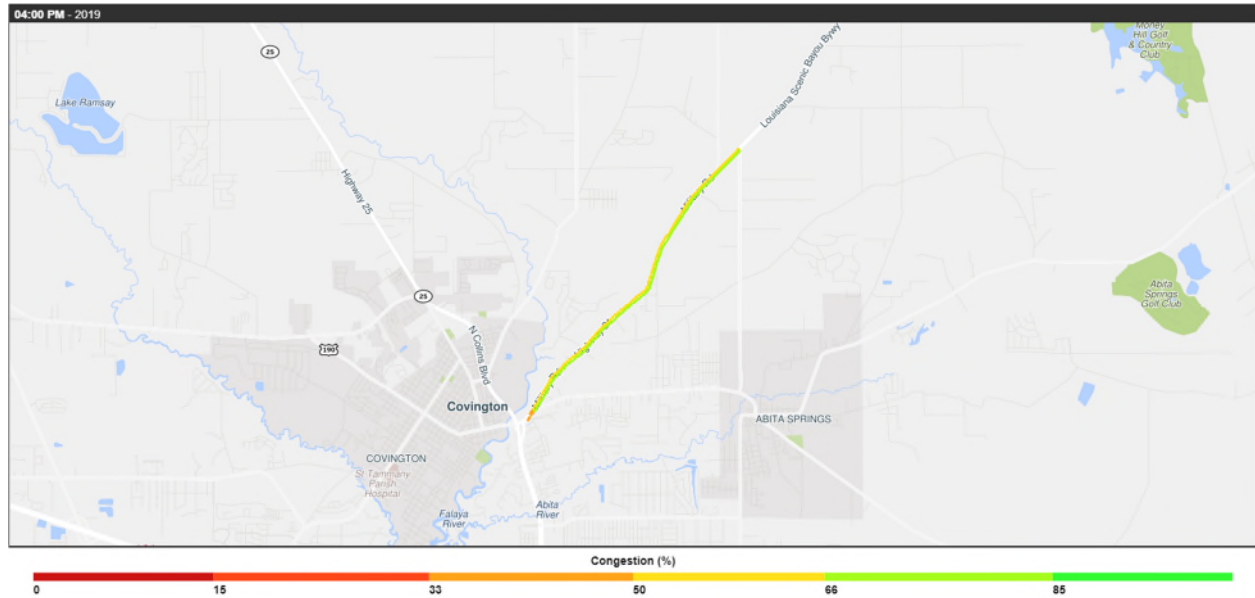 04:00 PM - 2019
Money
Hill Golf
& Country
Club
25
Lake Ramsay
Louisiana Scenic Bayou Bywy
Highway 25
25
Abita
Springs
Golf Club
190
N Collins Blvd
Covington
ABITA SPRINGS
COVINGTON
St Tammany
Parish
Hospital
Falaya
River
Abita
River
Congestion (%)
0 15 33 50 66 85